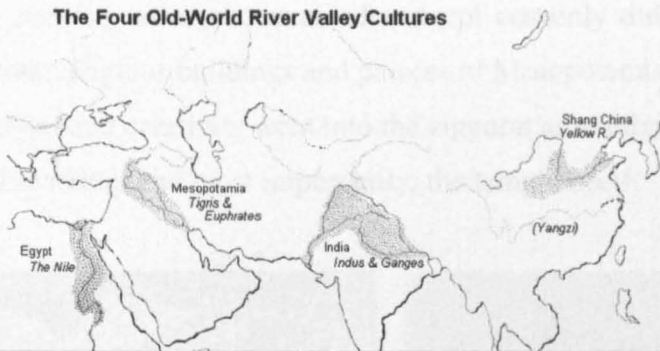 The Four Old-World River Valley Cultures
Shang China
Yellow R.
Mesopotamia
Tigris &
Euphrates
(Yangzi)
Egypt
The Nile
India
Indus & Ganges